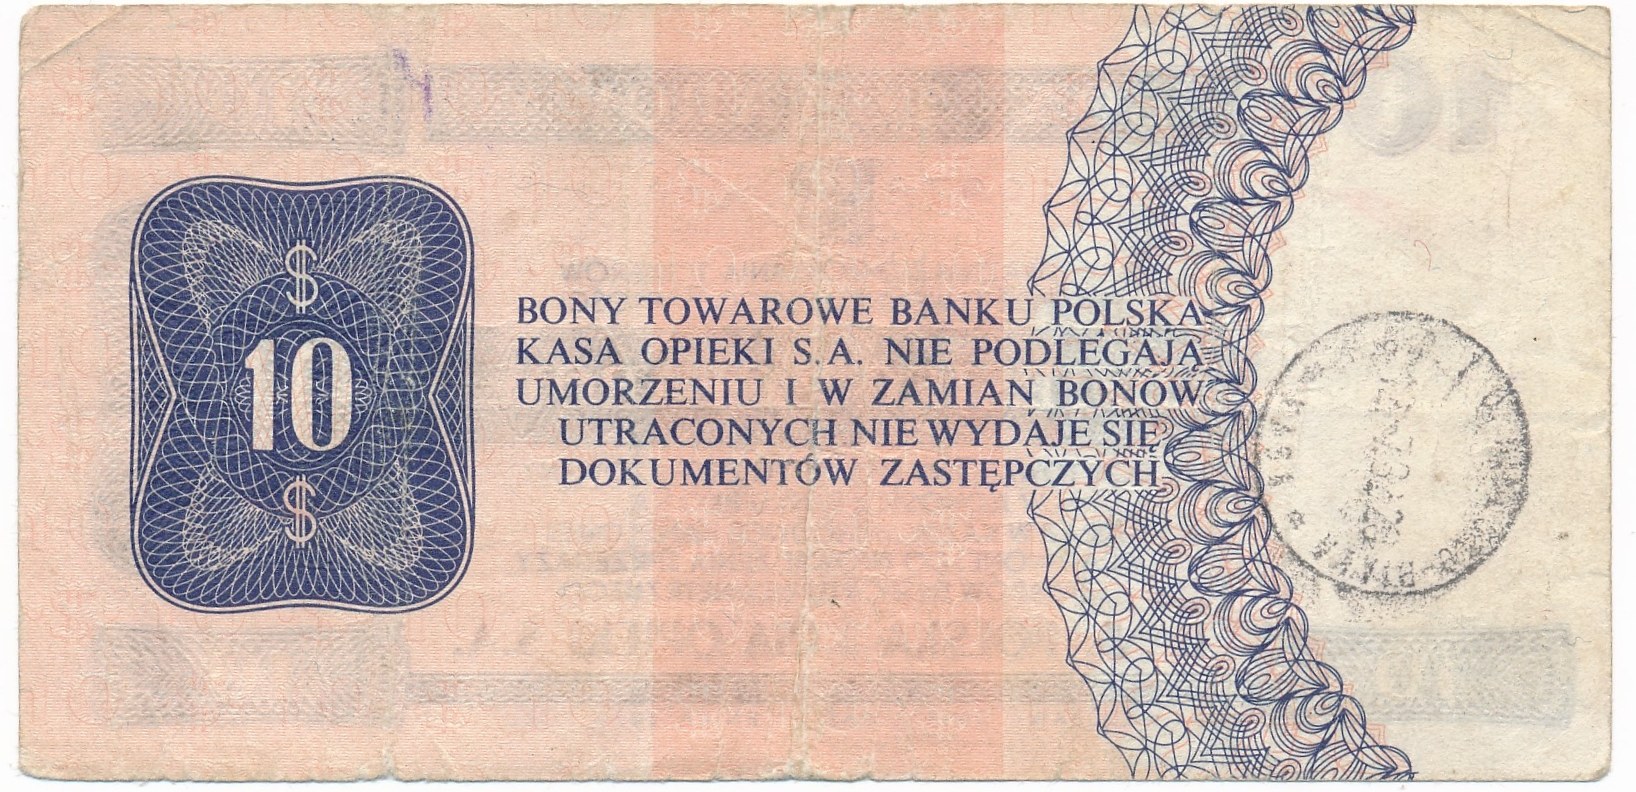 $
10
$
BONY TOWAROWE BANKU POLSKA
KASA OPIEKI S.A. NIE PODLEGAJĄ
UMORZENIU I W ZAMIAN BONÓW
UTRACONYCH NIE WYDAJE SIĘ
DOKUMENTÓW ZASTĘPCZYCH